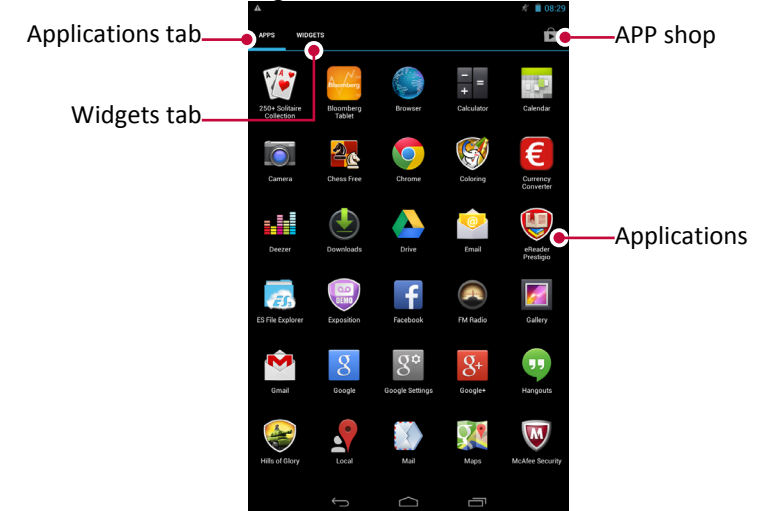 08:29
Applications tab
APPS WIDGETS
APP shop
Widgets tab
250+ Solitaire
Collection
Bloomberg
Bloomberg
Tablet
Browser
Calculator
Calendar
Camera
Chess Free
Chrome
Coloring
Currency
Converter
Applications
Deezer
Downloads
Drive
Email
eReader
Prestigio
ES File Explorer
DEMO
Exposition
Facebook
FM Radio
Gallery
Gmail
Google
Google Settings
Google+
Hangouts
Hills of Glory
Local
Mail
Maps
McAfee Security